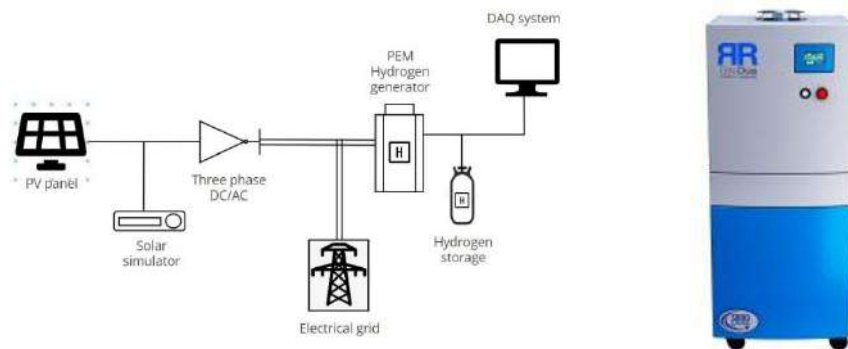 DAQ system
PEM
Hydrogen
generator
H
PV panel
Three phase
DC/AC
Solar
simulator
H
Hydrogen
storage
Electrical grid